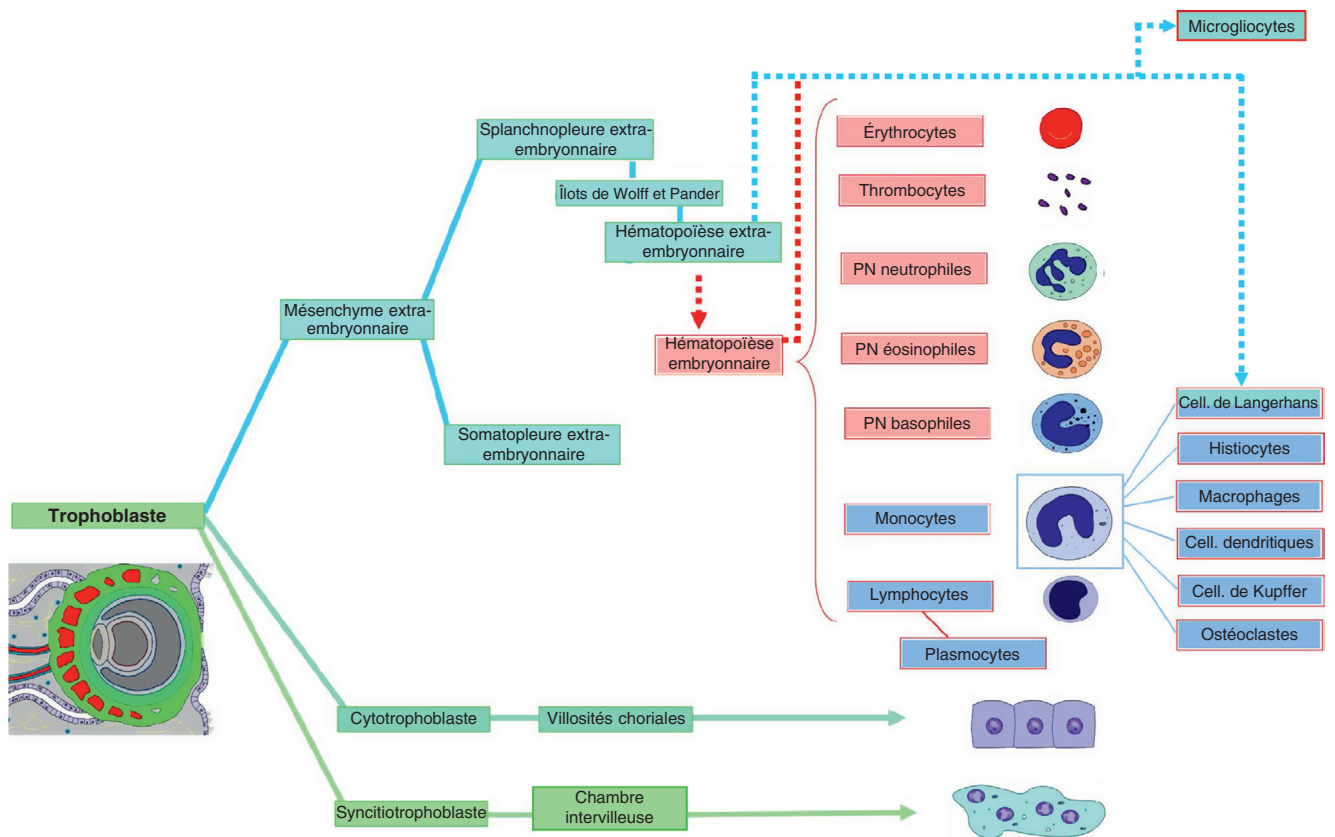 Microgliocytes
Splanchnopleure extra-
embryonnaire
Îlots de Wolff et Pander
Hématopoïèse extra-
embryonnaire
Mésenchyme extra-
embryonnaire
Hématopoïèse
embryonnaire
Somatopleure extra-
embryonnaire
Érythrocytes
Thrombocytes
PN neutrophiles
PN éosinophiles
PN basophiles
Monocytes
Lymphocytes
Plasmocytes
Cell. de Langerhans
Histiocytes
Macrophages
Cell. dendritiques
Cell. de Kupffer
Ostéoclastes
Trophoblaste
Cytotrophoblaste
Villosités choriales
Syncitiotrophoblaste
Chambre
intervilleuse